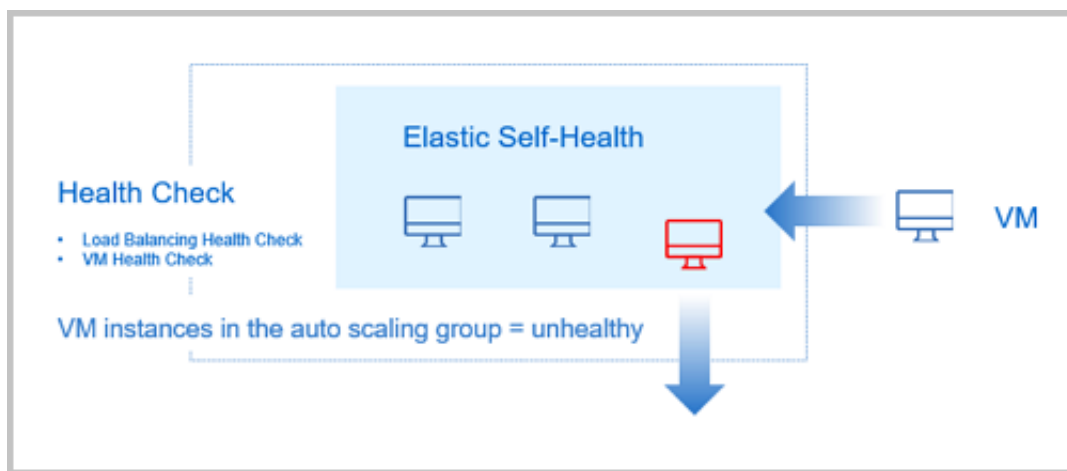 Elastic Self-Health
Health Check
• Load Balancing Health Check
• VM Health Check
VM
VM instances in the auto scaling group = unhealthy